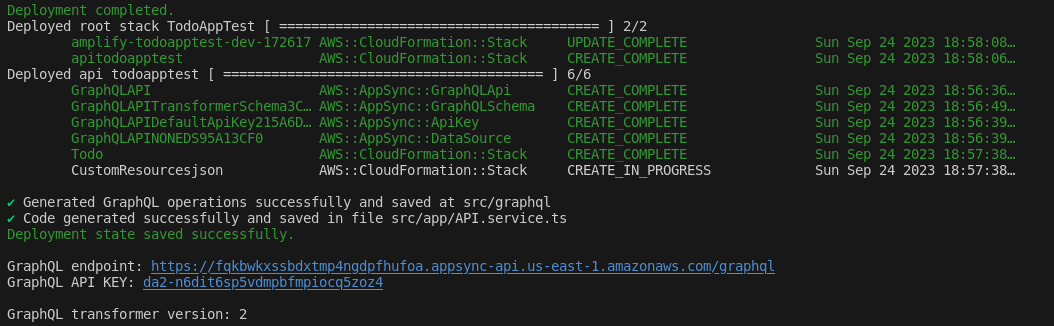 Deployment completed.
Deployed root stack TodoAppTest [ ======================================== ] 2/2
amplify-todoapptest-dev-172617 AWS::CloudFormation::Stack UPDATE_COMPLETE Sun Sep 24 2023 18:58:08…
apitodoapptest AWS::CloudFormation::Stack CREATE_COMPLETE Sun Sep 24 2023 18:58:06…
Deployed api todoapptest [ ======================================== ] 6/6
GraphQLAPI AWS::AppSync::GraphQLApi CREATE_COMPLETE Sun Sep 24 2023 18:56:36…
GraphQLAPITransformerSchema3C… AWS::AppSync::GraphQLSchema CREATE_COMPLETE Sun Sep 24 2023 18:56:49…
GraphQLAPIDefaultApiKey215A6D… AWS::AppSync::ApiKey CREATE_COMPLETE Sun Sep 24 2023 18:56:39…
GraphQLAPINONEDS95A13CF0 AWS::AppSync::DataSource CREATE_COMPLETE Sun Sep 24 2023 18:56:39…
Todo AWS::CloudFormation::Stack CREATE_COMPLETE Sun Sep 24 2023 18:57:38…
CustomResourcesjson AWS::CloudFormation::Stack CREATE_IN_PROGRESS Sun Sep 24 2023 18:57:38…
✔ Generated GraphQL operations successfully and saved at src/graphql
✔ Code generated successfully and saved in file src/app/API.service.ts
Deployment state saved successfully.
GraphQL endpoint: https://fqkbwkxssbdxtmp4ngdpfhufoa.appsync-api.us-east-1.amazonaws.com/graphql
GraphQL API KEY: da2-n6dit6sp5vdmpbfmpiocq5zoz4
GraphQL transformer version: 2